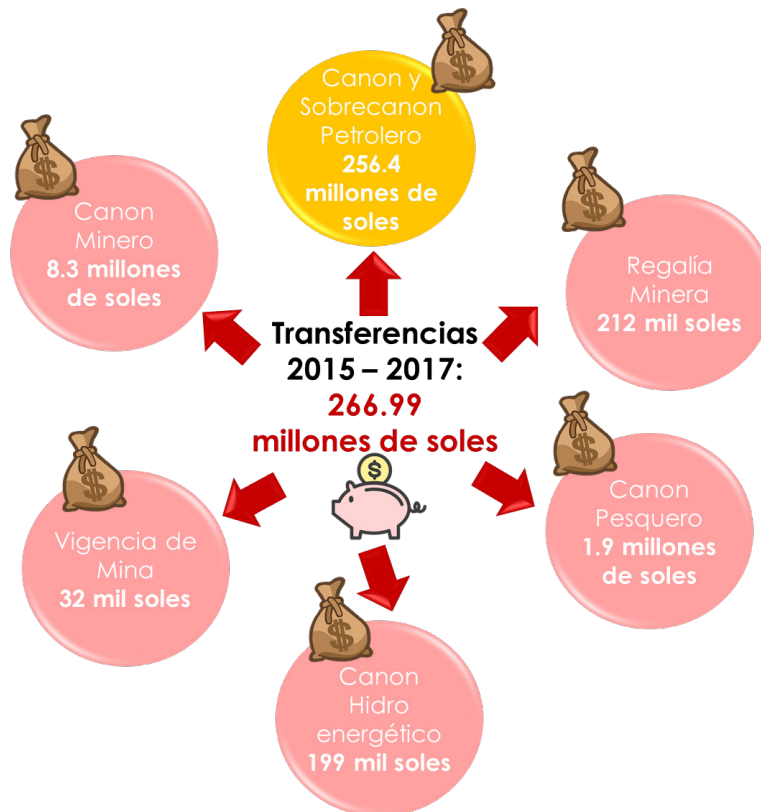 Canon y
Sobrecanon
Petrolero
256.4
millones de
soles
Canon
Minero
8.3 millones
de soles
Regalía
Minera
212 mil soles
Transferencias
2015 – 2017:
266.99
millones de soles
Vigencia de
Mina
32 mil soles
Canon
Pesquero
1.9 millones
de soles
Canon
Hidro
energético
199 mil soles